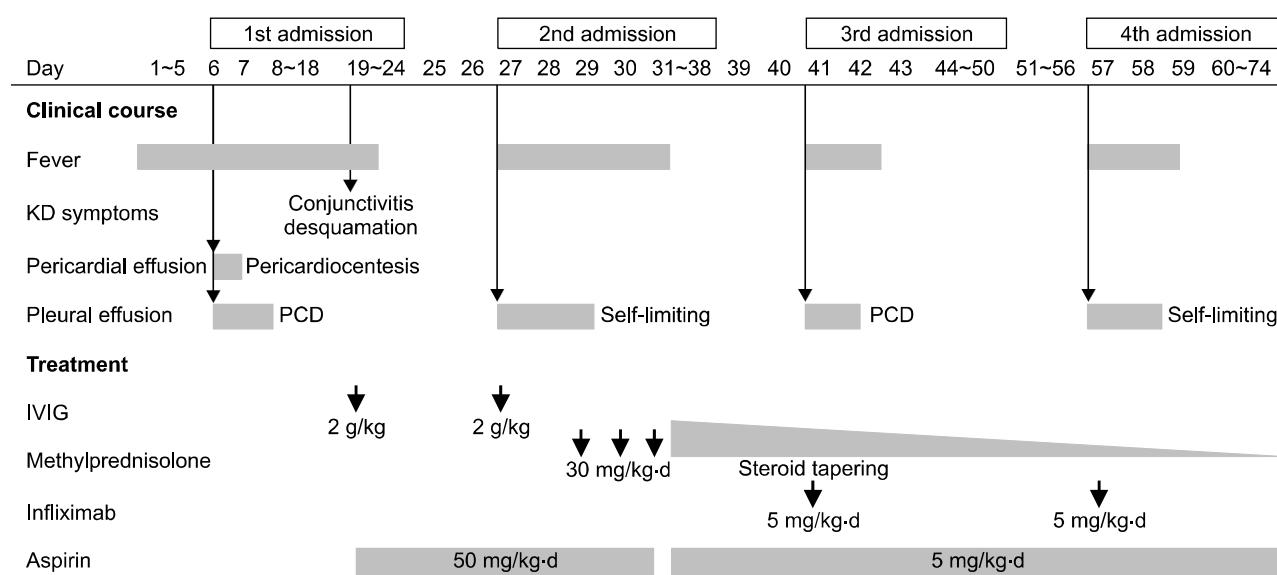 1st admission 2nd admission 3rd admission 4th admission
Day 1~5 6 7 8~18 19~24 25 26 27 28 29 30 31~38 39 40 41 42 43 44~50 51~56 57 58 59 60~74
Clinical course
Fever
KD symptoms
Conjunctivitis
desquamation
Pericardial effusion Pericardiocentesis
Pleural effusion PCD Self-limiting PCD Self-limiting
Treatment
IVIG
2 g/kg 2 g/kg
Methylprednisolone
30 mg/kg·d Steroid tapering
Infliximab
5 mg/kg·d 5 mg/kg·d
Aspirin 50 mg/kg·d 5 mg/kg·d